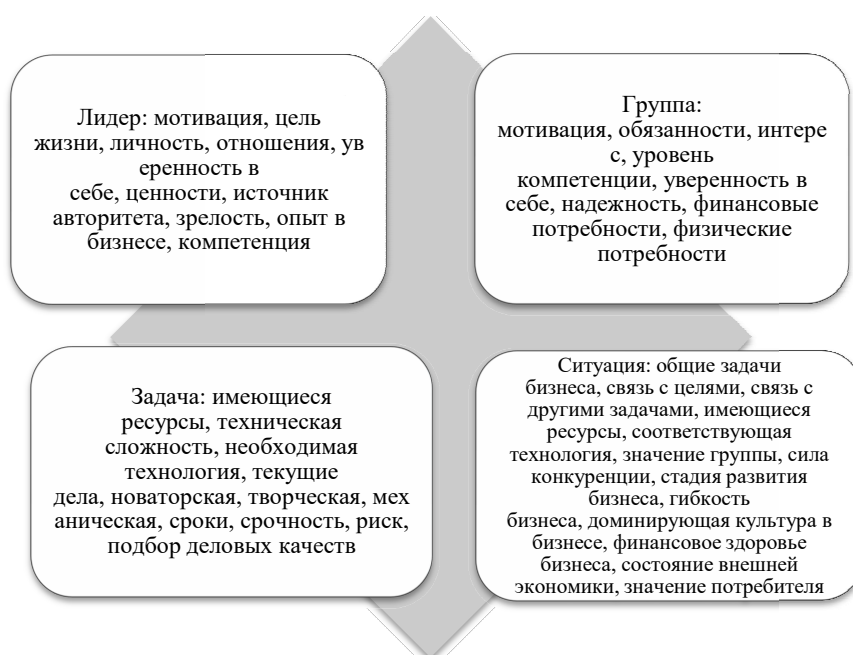 Лидер: мотивация, цель
жизни, личность, отношения, ув
еренность в
себе, ценности, источник
авторитета, зрелость, опыт в
бизнесе, компетенция
Группа:
мотивация, обязанности, интере
с, уровень
компетенции, уверенность в
себе, надежность, финансовые
потребности, физические
потребности
Задача: имеющиеся
ресурсы, техническая
сложность, необходимая
технология, текущие
дела, новаторская, творческая, мех
аническая, сроки, срочность, риск,
подбор деловых качеств
Ситуация: общие задачи
бизнеса, связь с целями, связь с
другими задачами, имеющиеся
ресурсы, соответствующая
технология, значение группы, сила
конкуренции, стадия развития
бизнеса, гибкость
бизнеса, доминирующая культура в
бизнесе, финансовое здоровье
бизнеса, состояние внешней
экономики, значение потребителя